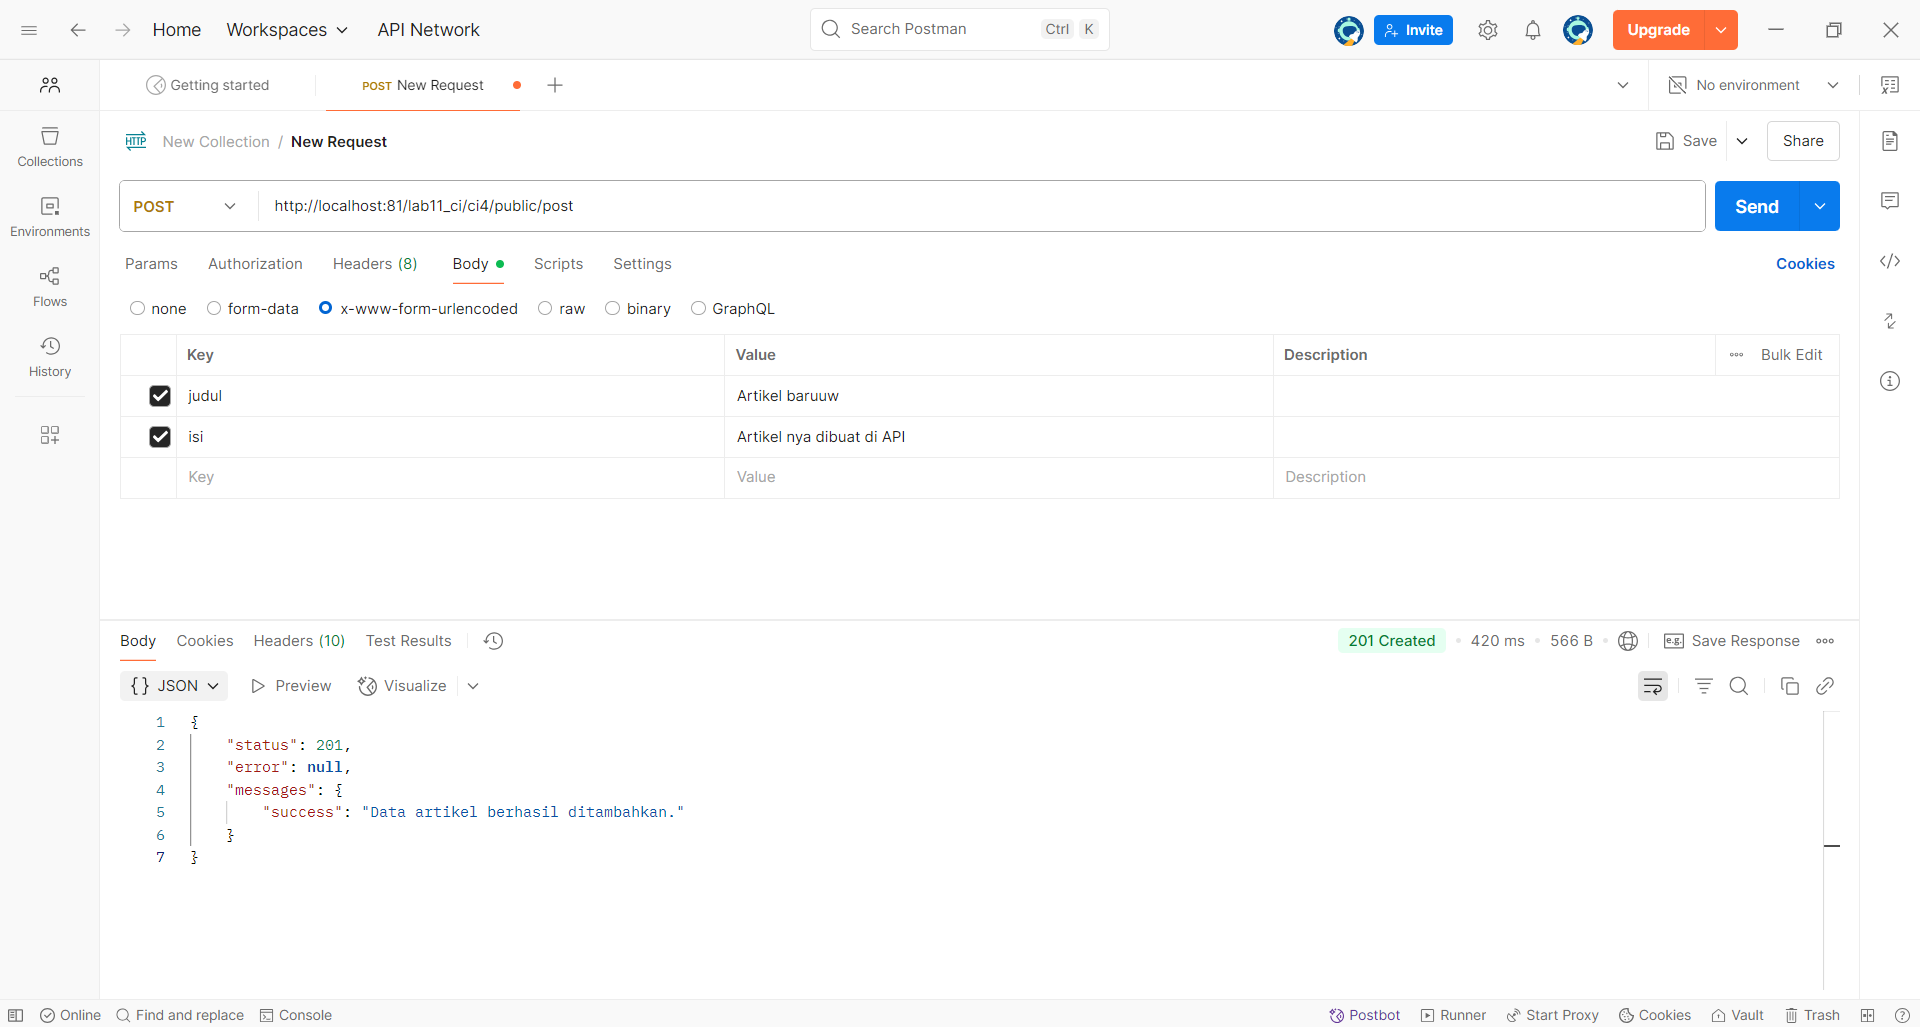 Home Workspaces API Network Search Postman Ctrl K Invite Upgrade
Getting started POST New Request No environment
HTTP New Collection / New Request Save Share
Collections
Environments
Flows
History
POST http://localhost:81/lab11_ci/ci4/public/post Send
Params Authorization Headers (8) Body Scripts Settings Cookies
none form-data x-www-form-urlencoded raw binary GraphQL
Key Value Description Bulk Edit
judul Artikel baruuw
isi Artikel nya dibuat di API
Key Value Description
Body Cookies Headers (10) Test Results 201 Created 420 ms 566 B e.g. Save Response
{} JSON Preview Visualize
1 {
2 "status": 201,
3 "error": null,
4 "messages": {
5 "success": "Data artikel berhasil ditambahkan."
6 }
7 }
Online Find and replace Console Postbot Runner Start Proxy Cookies Vault Trash